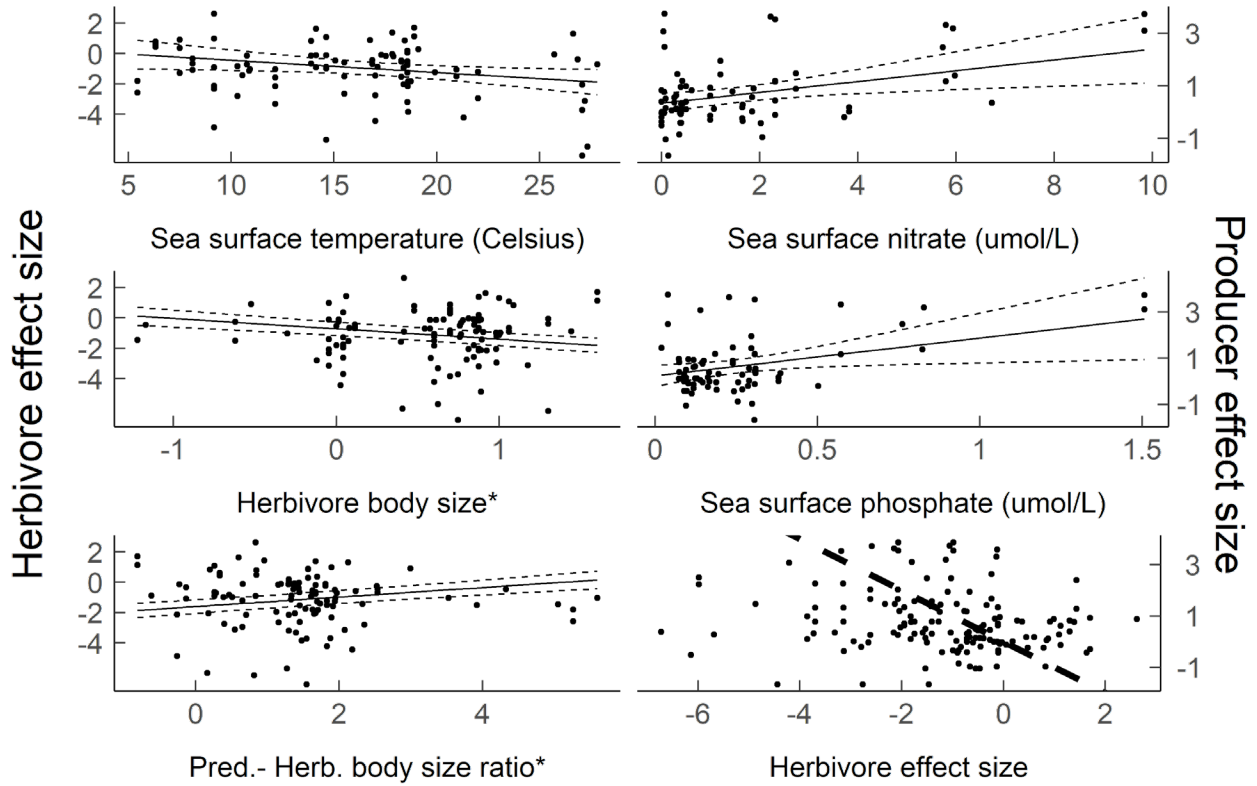 Herbivore effect size
2
0
-2
-4
5 10 15 20 25
Sea surface temperature (Celsius)
3
1
-1
0 2 4 6 8 10
Sea surface nitrate (umol/L)
2
0
-2
-4
-1 0 1
Herbivore body size*
3
1
-1
0 0.5 1 1.5
Sea surface phosphate (umol/L)
2
0
-2
-4
0 2 4
Pred.- Herb. body size ratio*
3
1
-1
-6 -4 -2 0 2
Herbivore effect size
Producer effect size